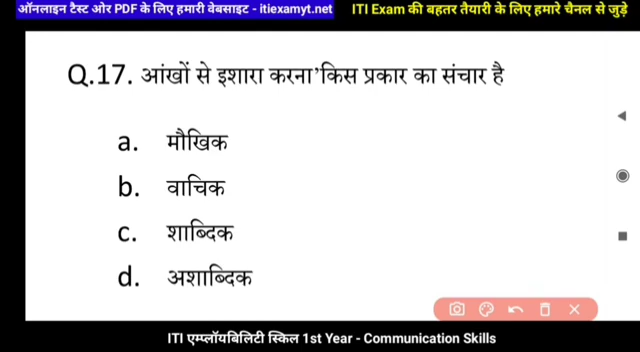 ऑनलाइन टैस्ट ओर PDF के लिए हमारी वेबसाइट - itiexamyt.net ITI Exam की बहतर तैयारी के लिए हमारे चैनल से जुड़े
Q.17. आंखों से इशारा करना’किस प्रकार का संचार है
a. मौखिक
b. वाचिक
c. शाब्दिक
d. अशाब्दिक
ITI एम्प्लॉयबिलिटी स्किल 1st Year - Communication Skills